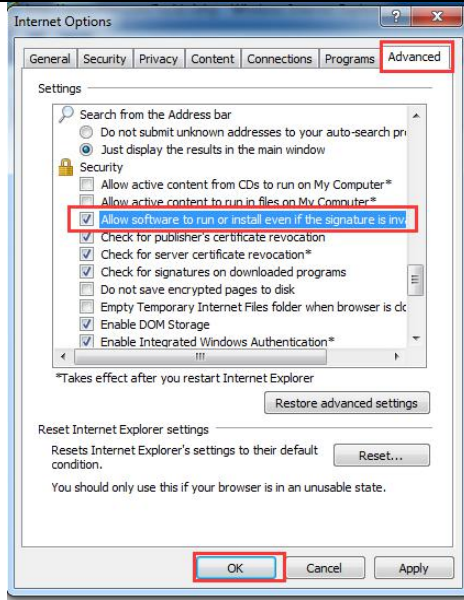 Internet Options
General Security Privacy Content Connections Programs Advanced
Settings
Search from the Address bar
Do not submit unknown addresses to your auto-search pr
Just display the results in the main window
Security
Allow active content from CDs to run on My Computer*
Allow active content to run in files on My Computer*
Allow software to run or install even if the signature is inva
Check for publisher's certificate revocation
Check for server certificate revocation*
Check for signatures on downloaded programs
Do not save encrypted pages to disk
Empty Temporary Internet Files folder when browser is clo
Enable DOM Storage
Enable Integrated Windows Authentication*
*Takes effect after you restart Internet Explorer
Restore advanced settings
Reset Internet Explorer settings
Resets Internet Explorer's settings to their default
condition.
Reset...
You should only use this if your browser is in an unusable state.
OK Cancel Apply